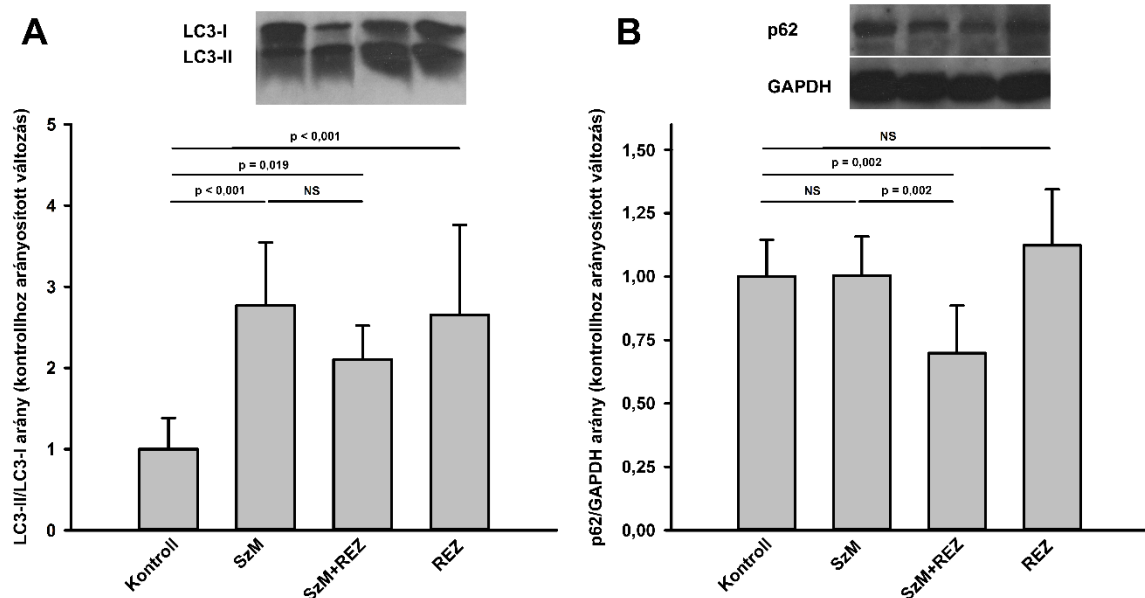 A
LC3-I
LC3-II
LC3-II/LC3-I arány (kontrollhoz arányosított változás)
5
4
3
2
1
0
p < 0,001
p = 0,019
p < 0,001
NS
Kontroll
SzM
SzM+REZ
REZ
B
p62
GAPDH
p62/GAPDH arány (kontrollhoz arányosított változás)
1,50
1,25
1,00
0,75
0,50
0,25
0,00
NS
p = 0,002
NS
p = 0,002
Kontroll
SzM
SzM+REZ
REZ